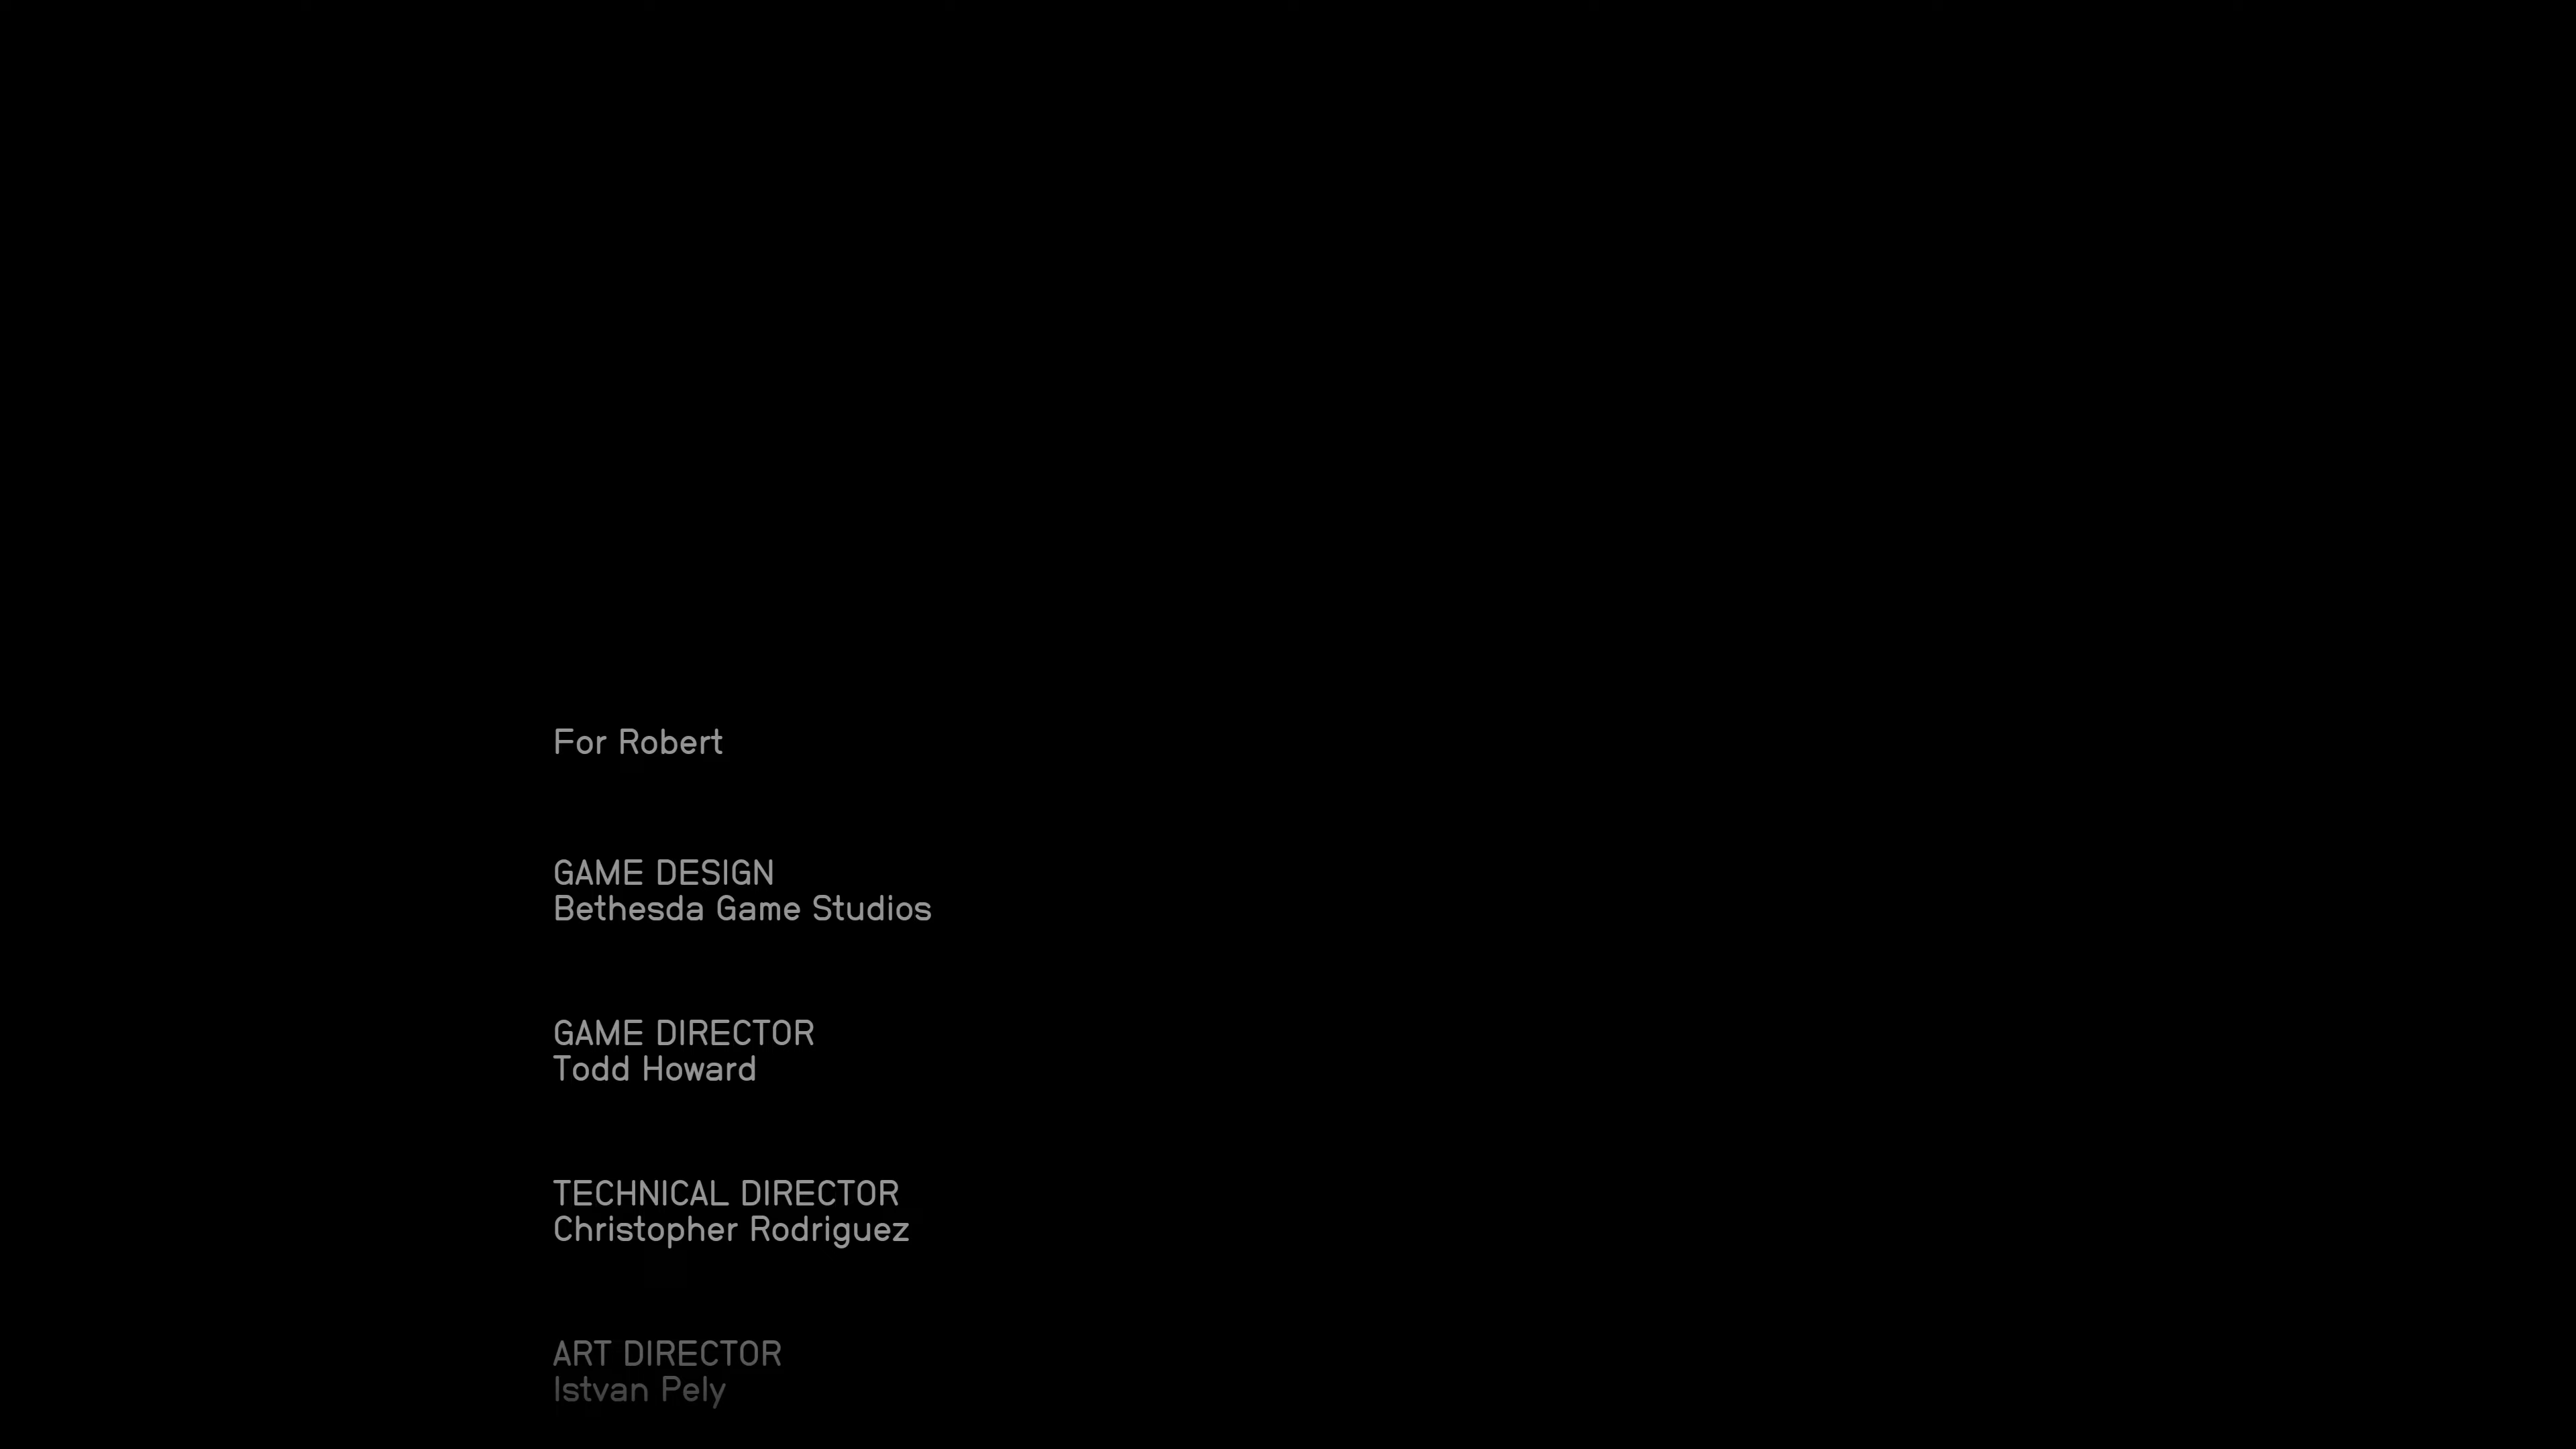 For Robert
GAME DESIGN
Bethesda Game Studios
GAME DIRECTOR
Todd Howard
TECHNICAL DIRECTOR
Christopher Rodriguez
ART DIRECTOR
Istvan Pely